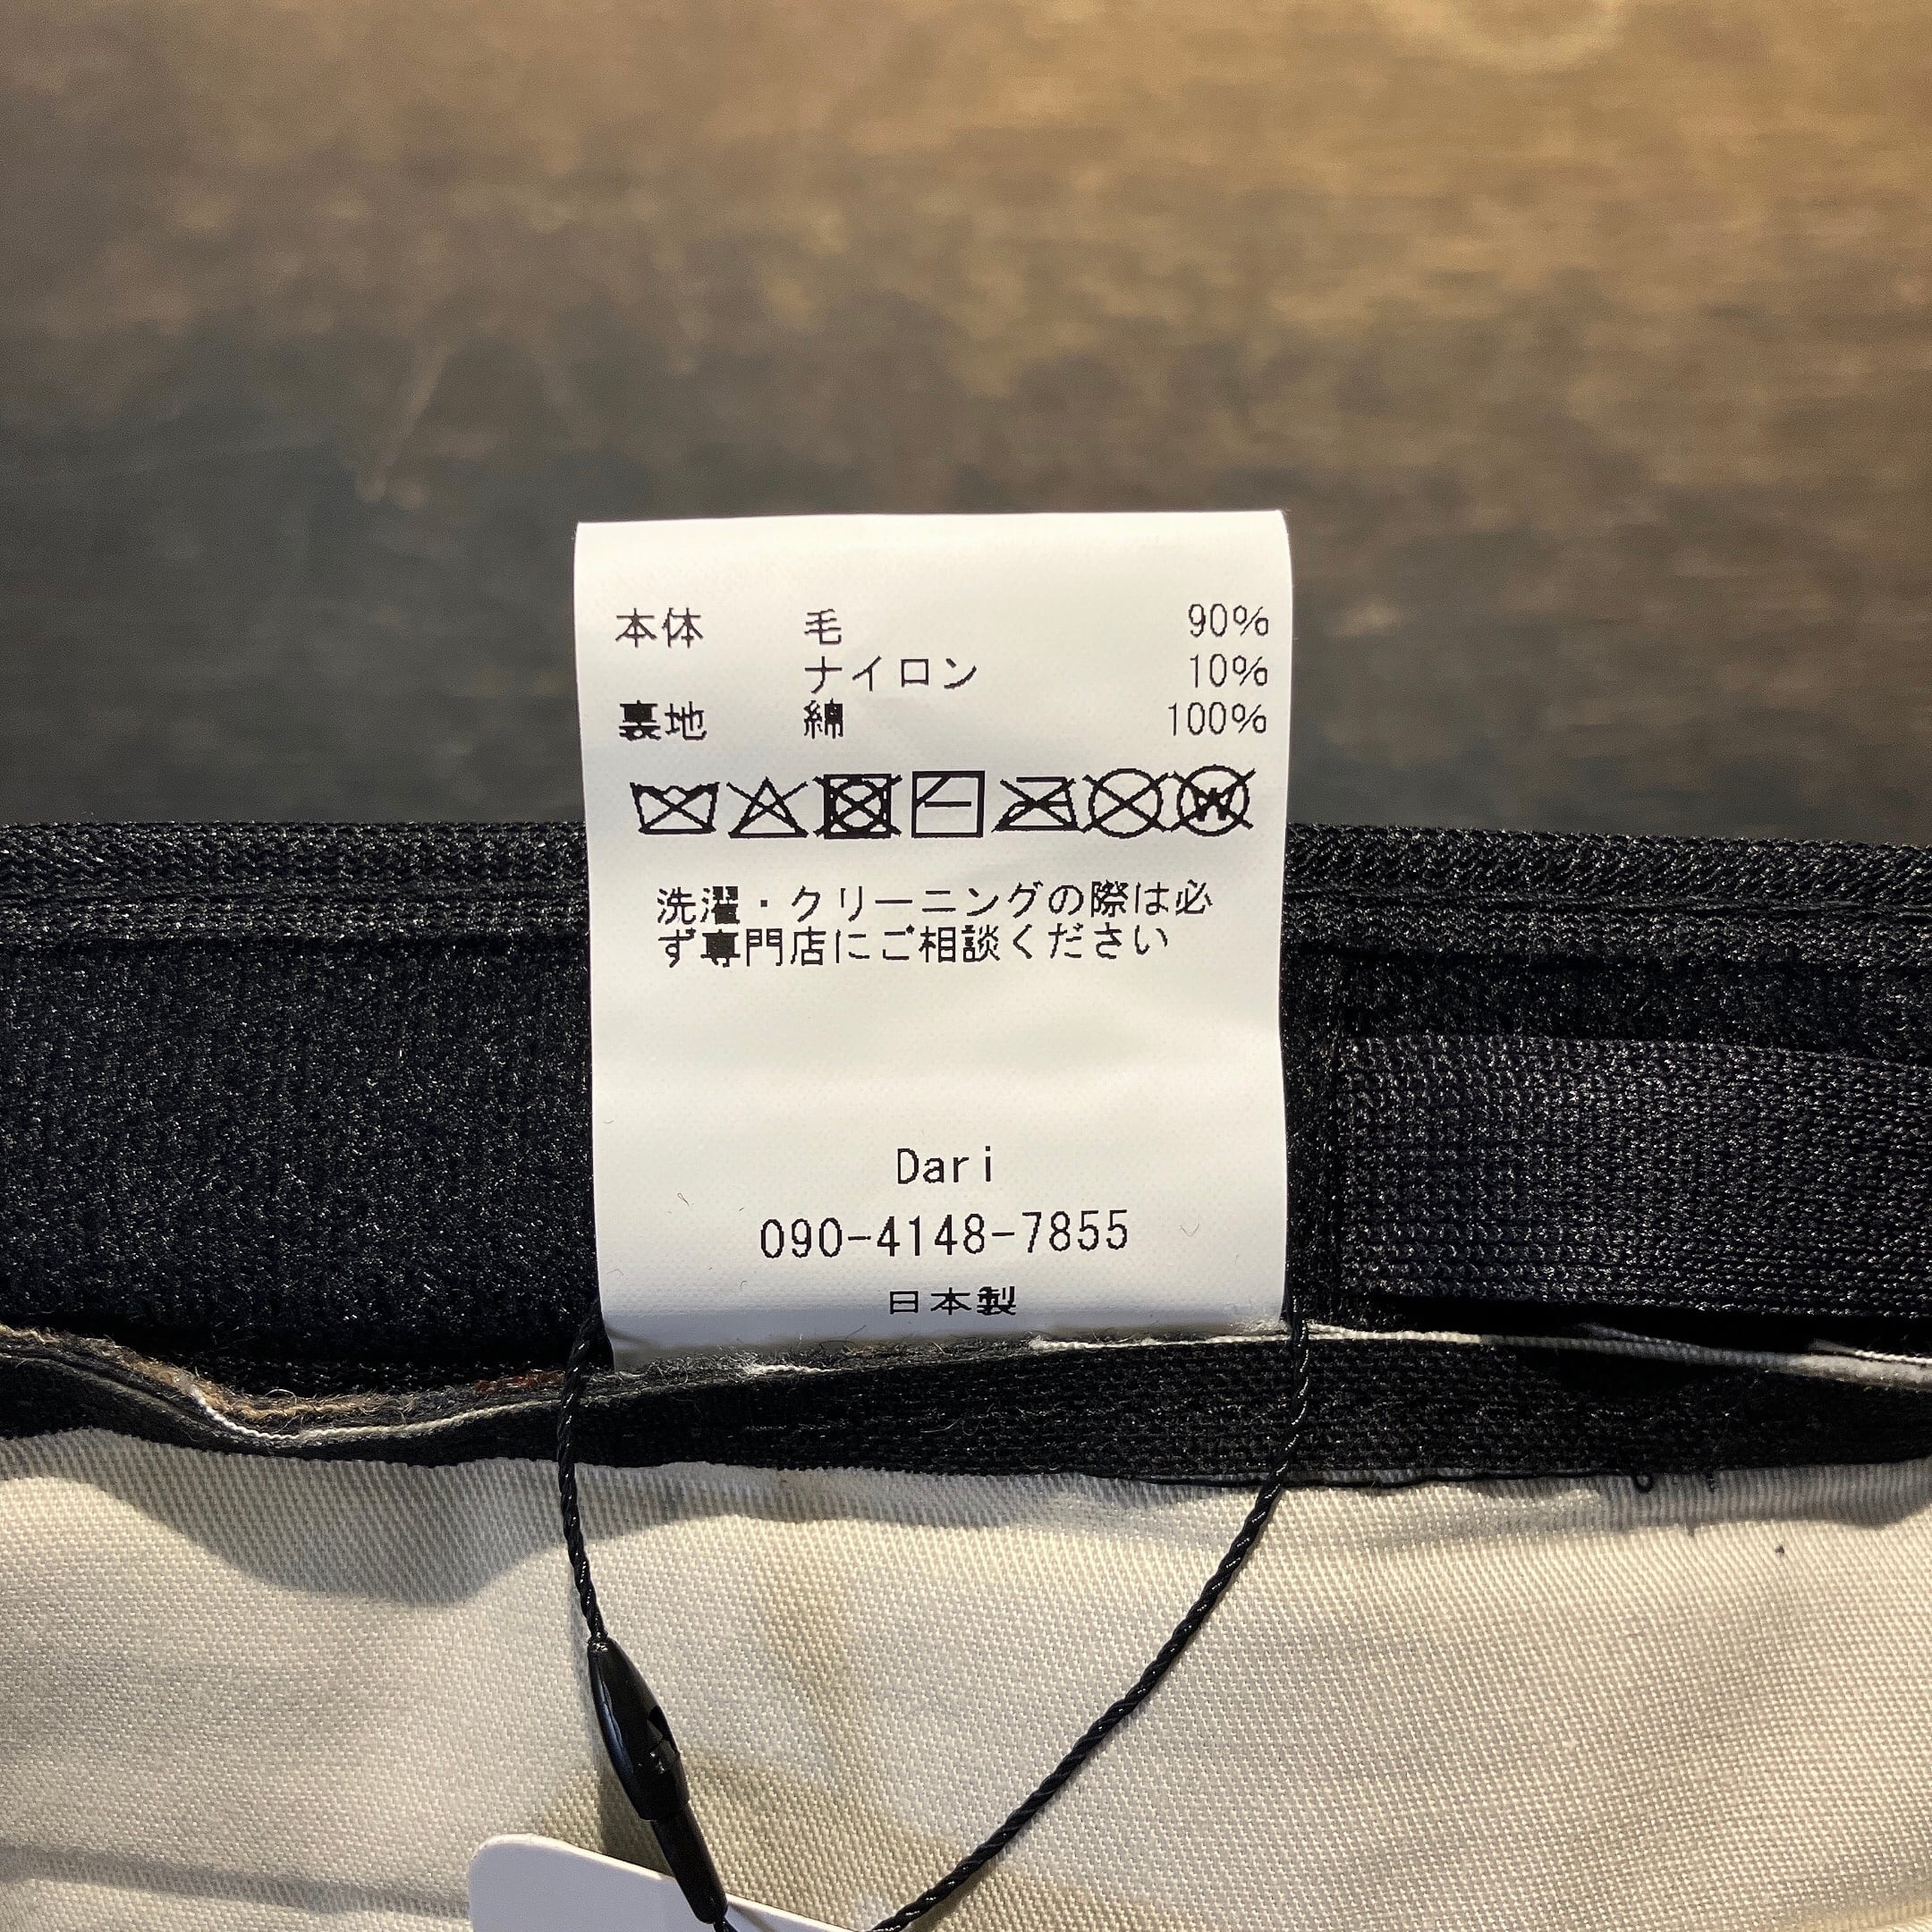 本体 毛 90%
ナイロン 10%
裏地 綿 100%
洗濯・クリーニングの際は必
ず専門店にご相談ください
Dari
090-4148-7855
日本製